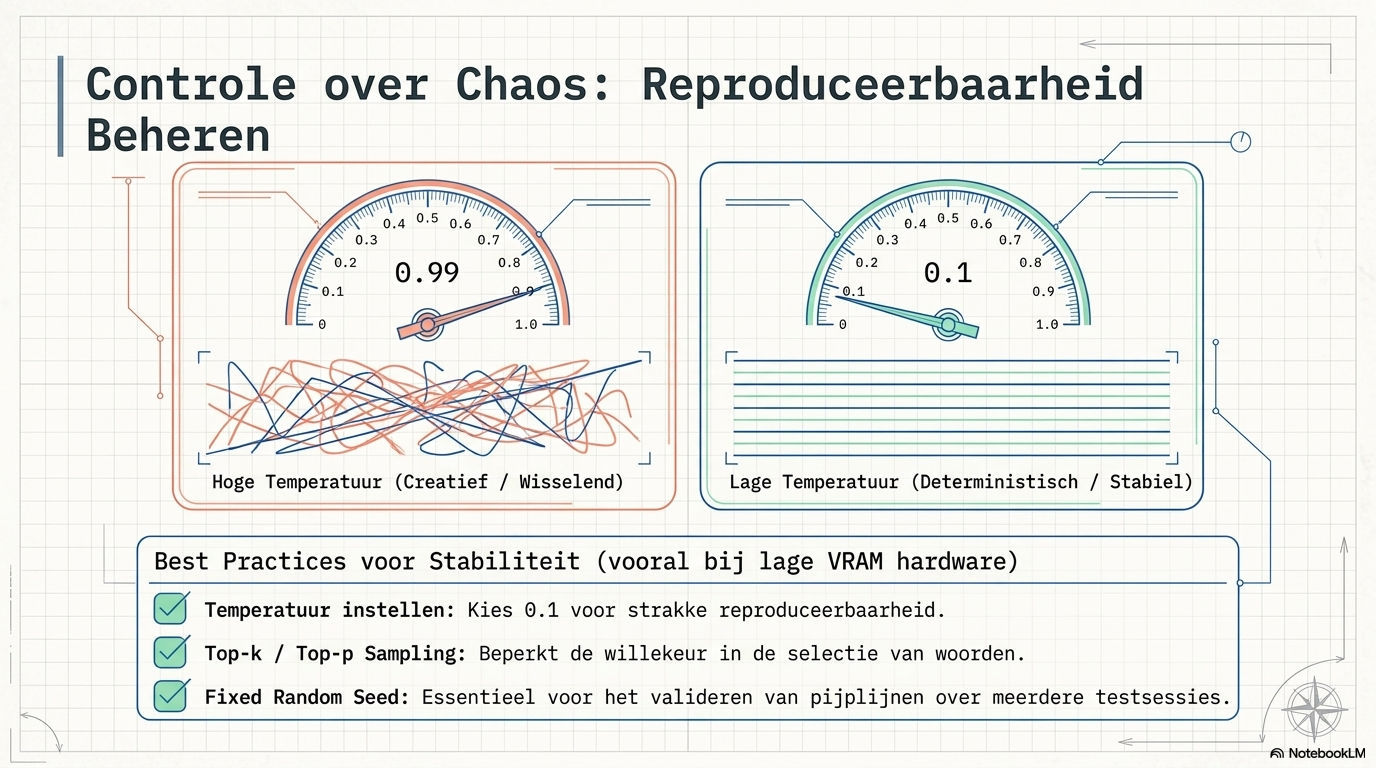 Controle over Chaos: Reproduceerbaarheid
Beheren
0
0.1
0.2
0.3
0.4
0.5
0.6
0.7
0.8
0.9
1.0
0.99
Hoge Temperatuur (Creatief / Wisselend)
0
0.1
0.2
0.3
0.4
0.5
0.6
0.7
0.8
0.9
1.0
0.1
Lage Temperatuur (Deterministisch / Stabiel)
Best Practices voor Stabiliteit (vooral bij lage VRAM hardware)
Temperatuur instellen: Kies 0.1 voor strakke reproduceerbaarheid.
Top-k / Top-p Sampling: Beperkt de willekeur in de selectie van woorden.
Fixed Random Seed: Essentieel voor het valideren van pijplijnen over meerdere testsessies.
NotebookLM